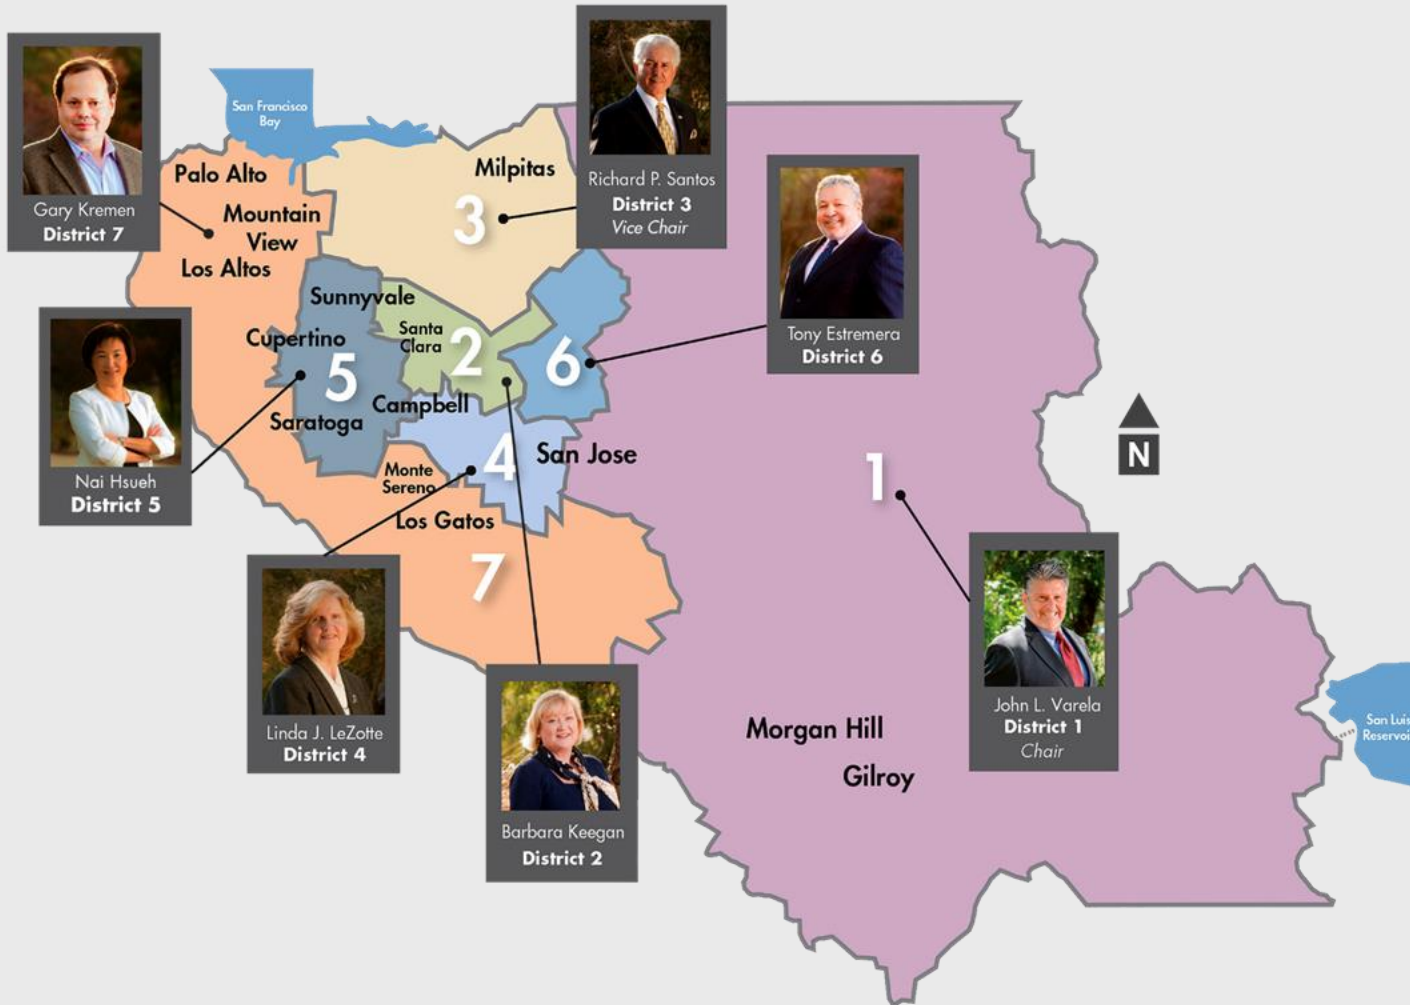 San Francisco
Bay
Gary Kremen
District 7
Richard P. Santos
District 3
Vice Chair
Tony Estremera
District 6
Nai Hsueh
District 5
Linda J. LeZotte
District 4
Barbara Keegan
District 2
John L. Varela
District 1
Chair
Palo Alto
Mountain
View
Los Altos
Milpitas
3
Sunnyvale
Santa
Clara
2
Cupertino
5
6
Campbell
Saratoga
4
San Jose
Monte
Sereno
Los Gatos
7
1
N
Morgan Hill
Gilroy
San Luis
Reservoi